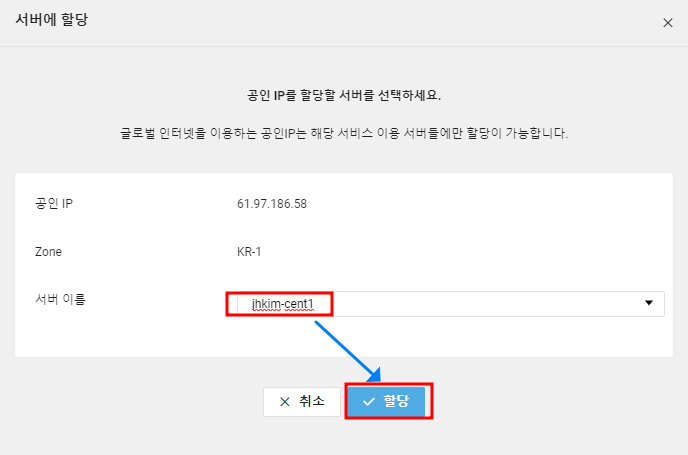 서버에 할당
공인 IP를 할당할 서버를 선택하세요.
글로벌 인터넷을 이용하는 공인IP는 해당 서비스 이용 서버들에만 할당이 가능합니다.
공인 IP 61.97.186.58
Zone KR-1
서버 이름 jhkim-cent1
취소 할당